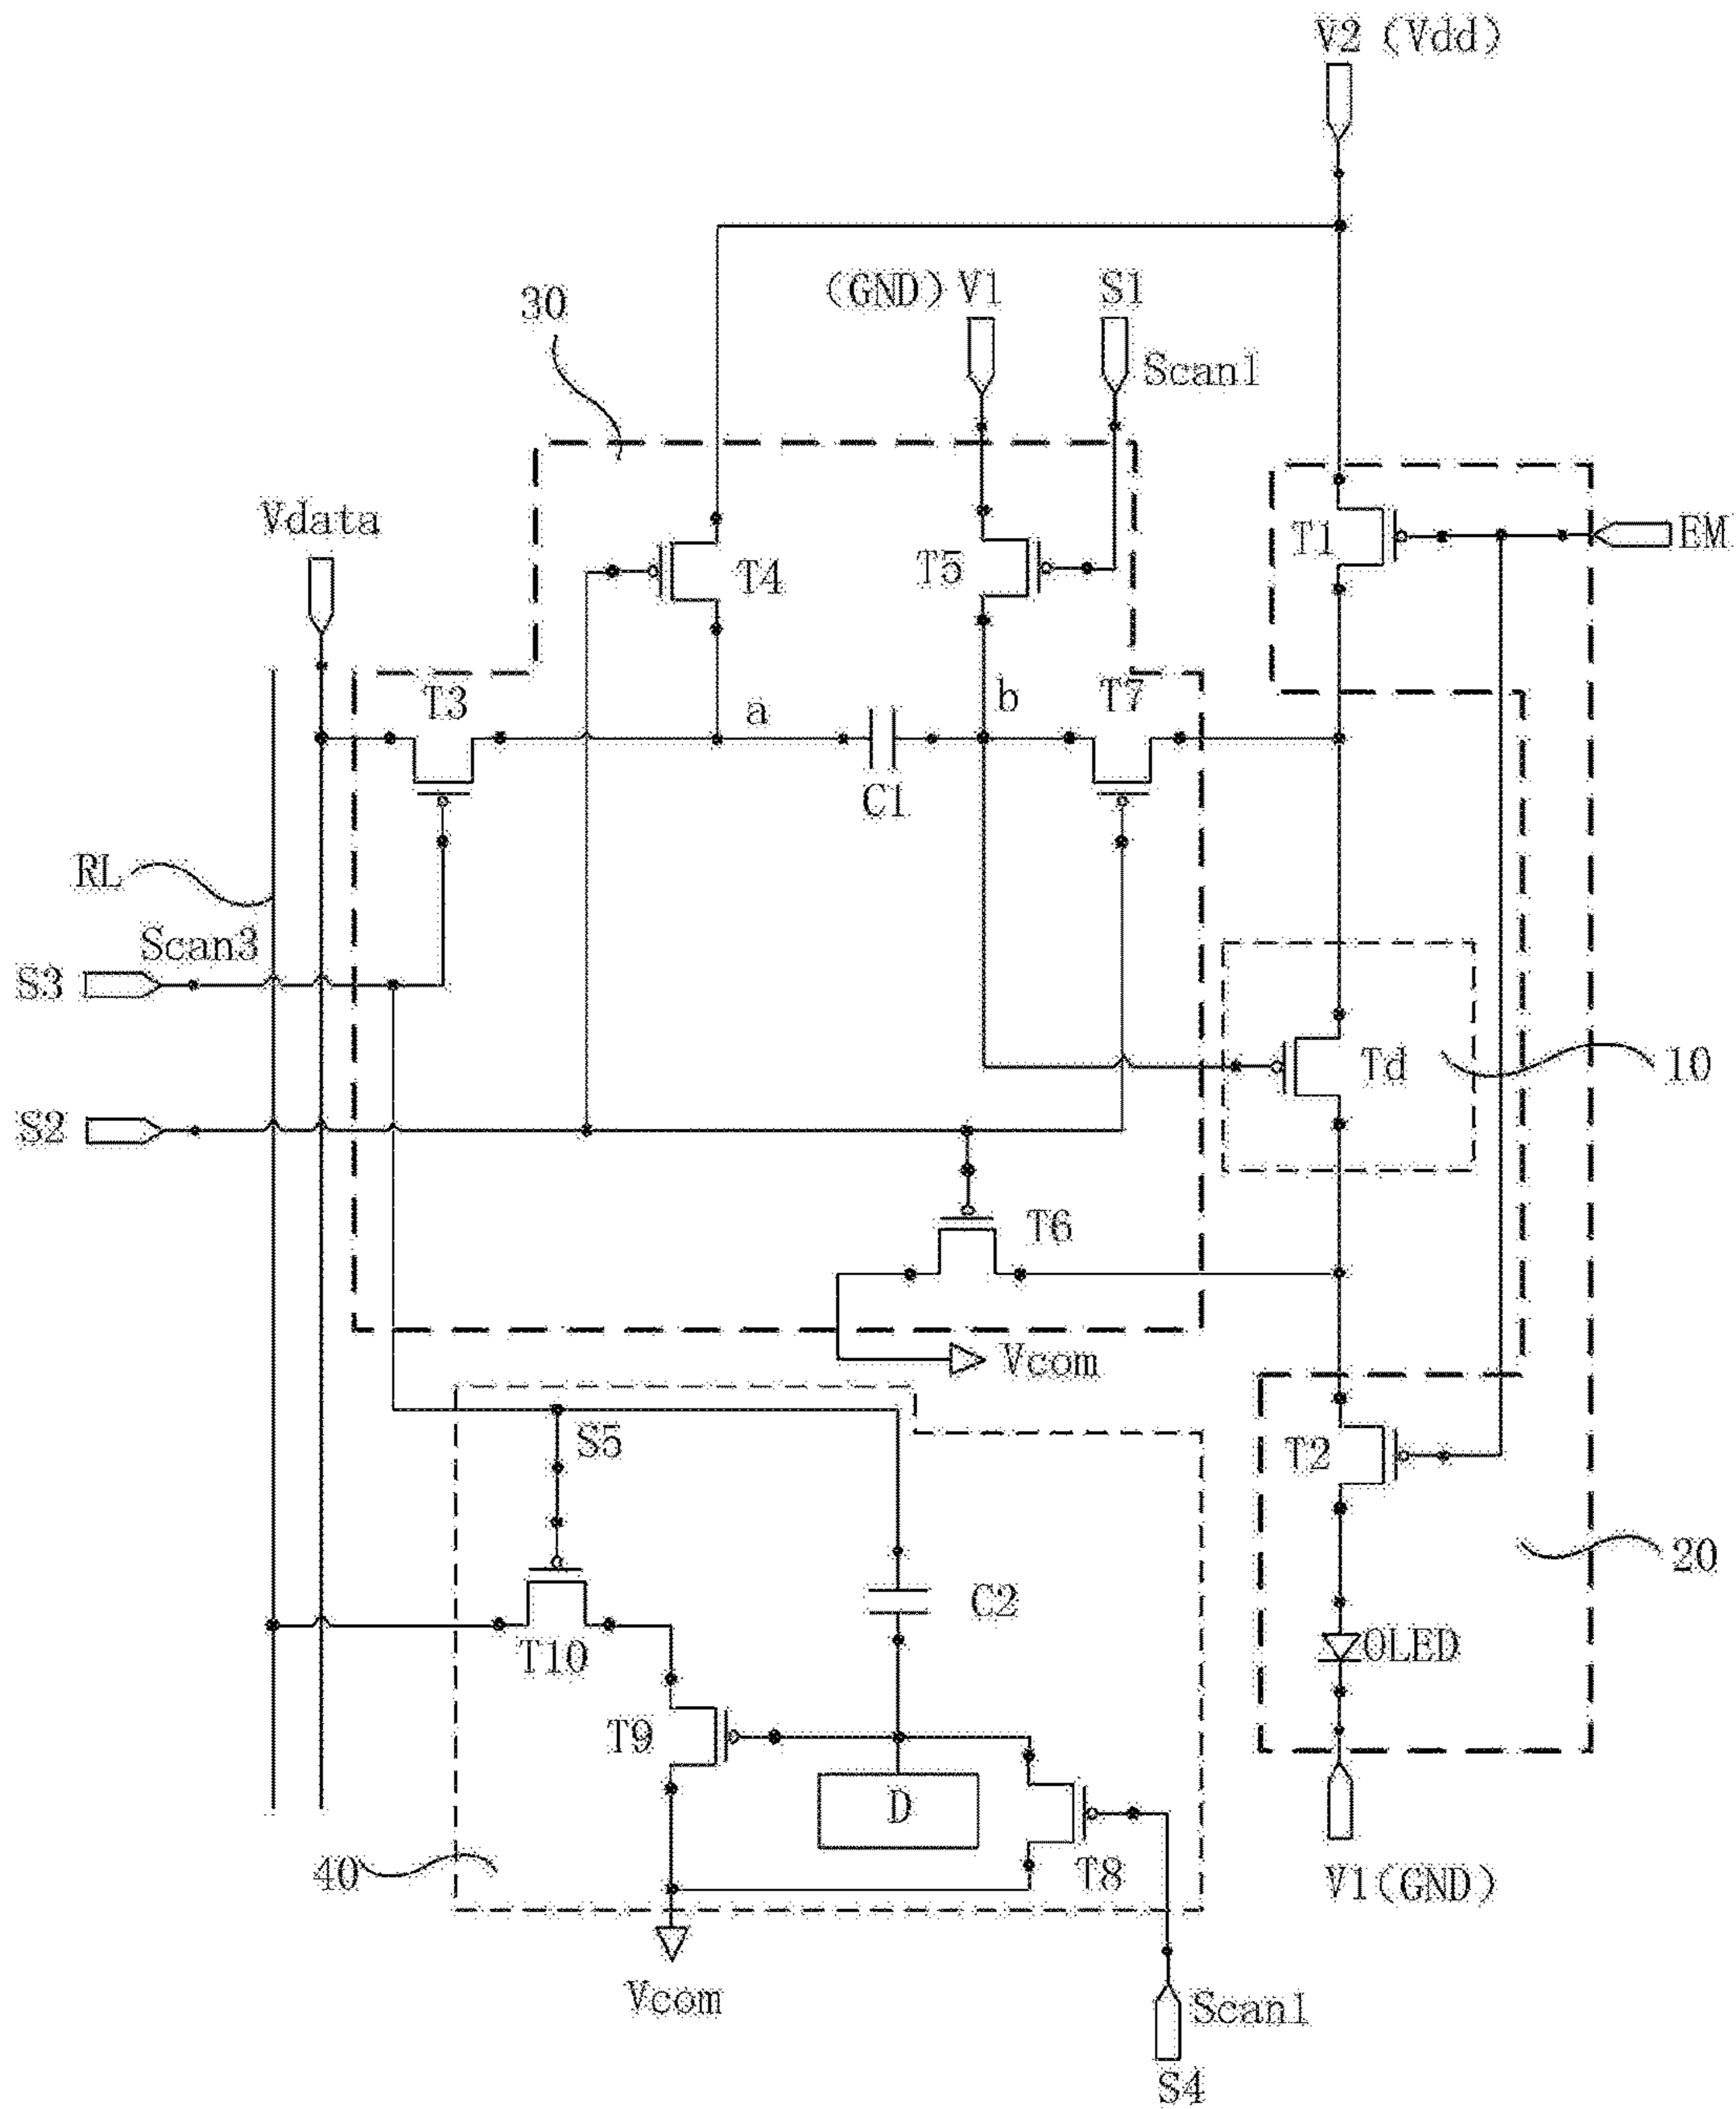 V2 (Vdd)
(GND) V1 S1
30
Scan1
Vdata
T1 EM
T4 T5
T3 a b T7
C1
RL
Scan3
S3
Td 10
S2
T6
Vcom
S5 T2
20
C2
T10 OLED
T9
D
40 T8 V1(GND)
Vcom Scan1
S4